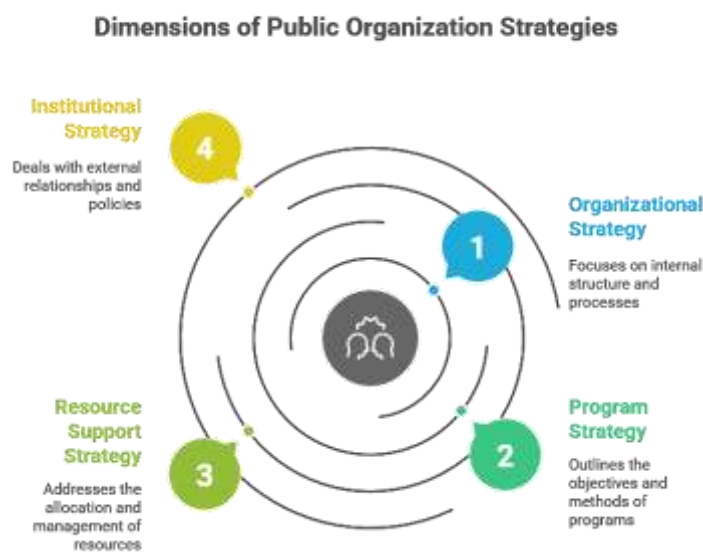 Dimensions of Public Organization Strategies
Institutional
Strategy
4
Deals with external
relationships and
policies
Organizational
Strategy
1
Focuses on internal
structure and
processes
Resource
Support
Strategy
3
Addresses the
allocation and
management of
resources
Program
Strategy
2
Outlines the
objectives and
methods of
programs